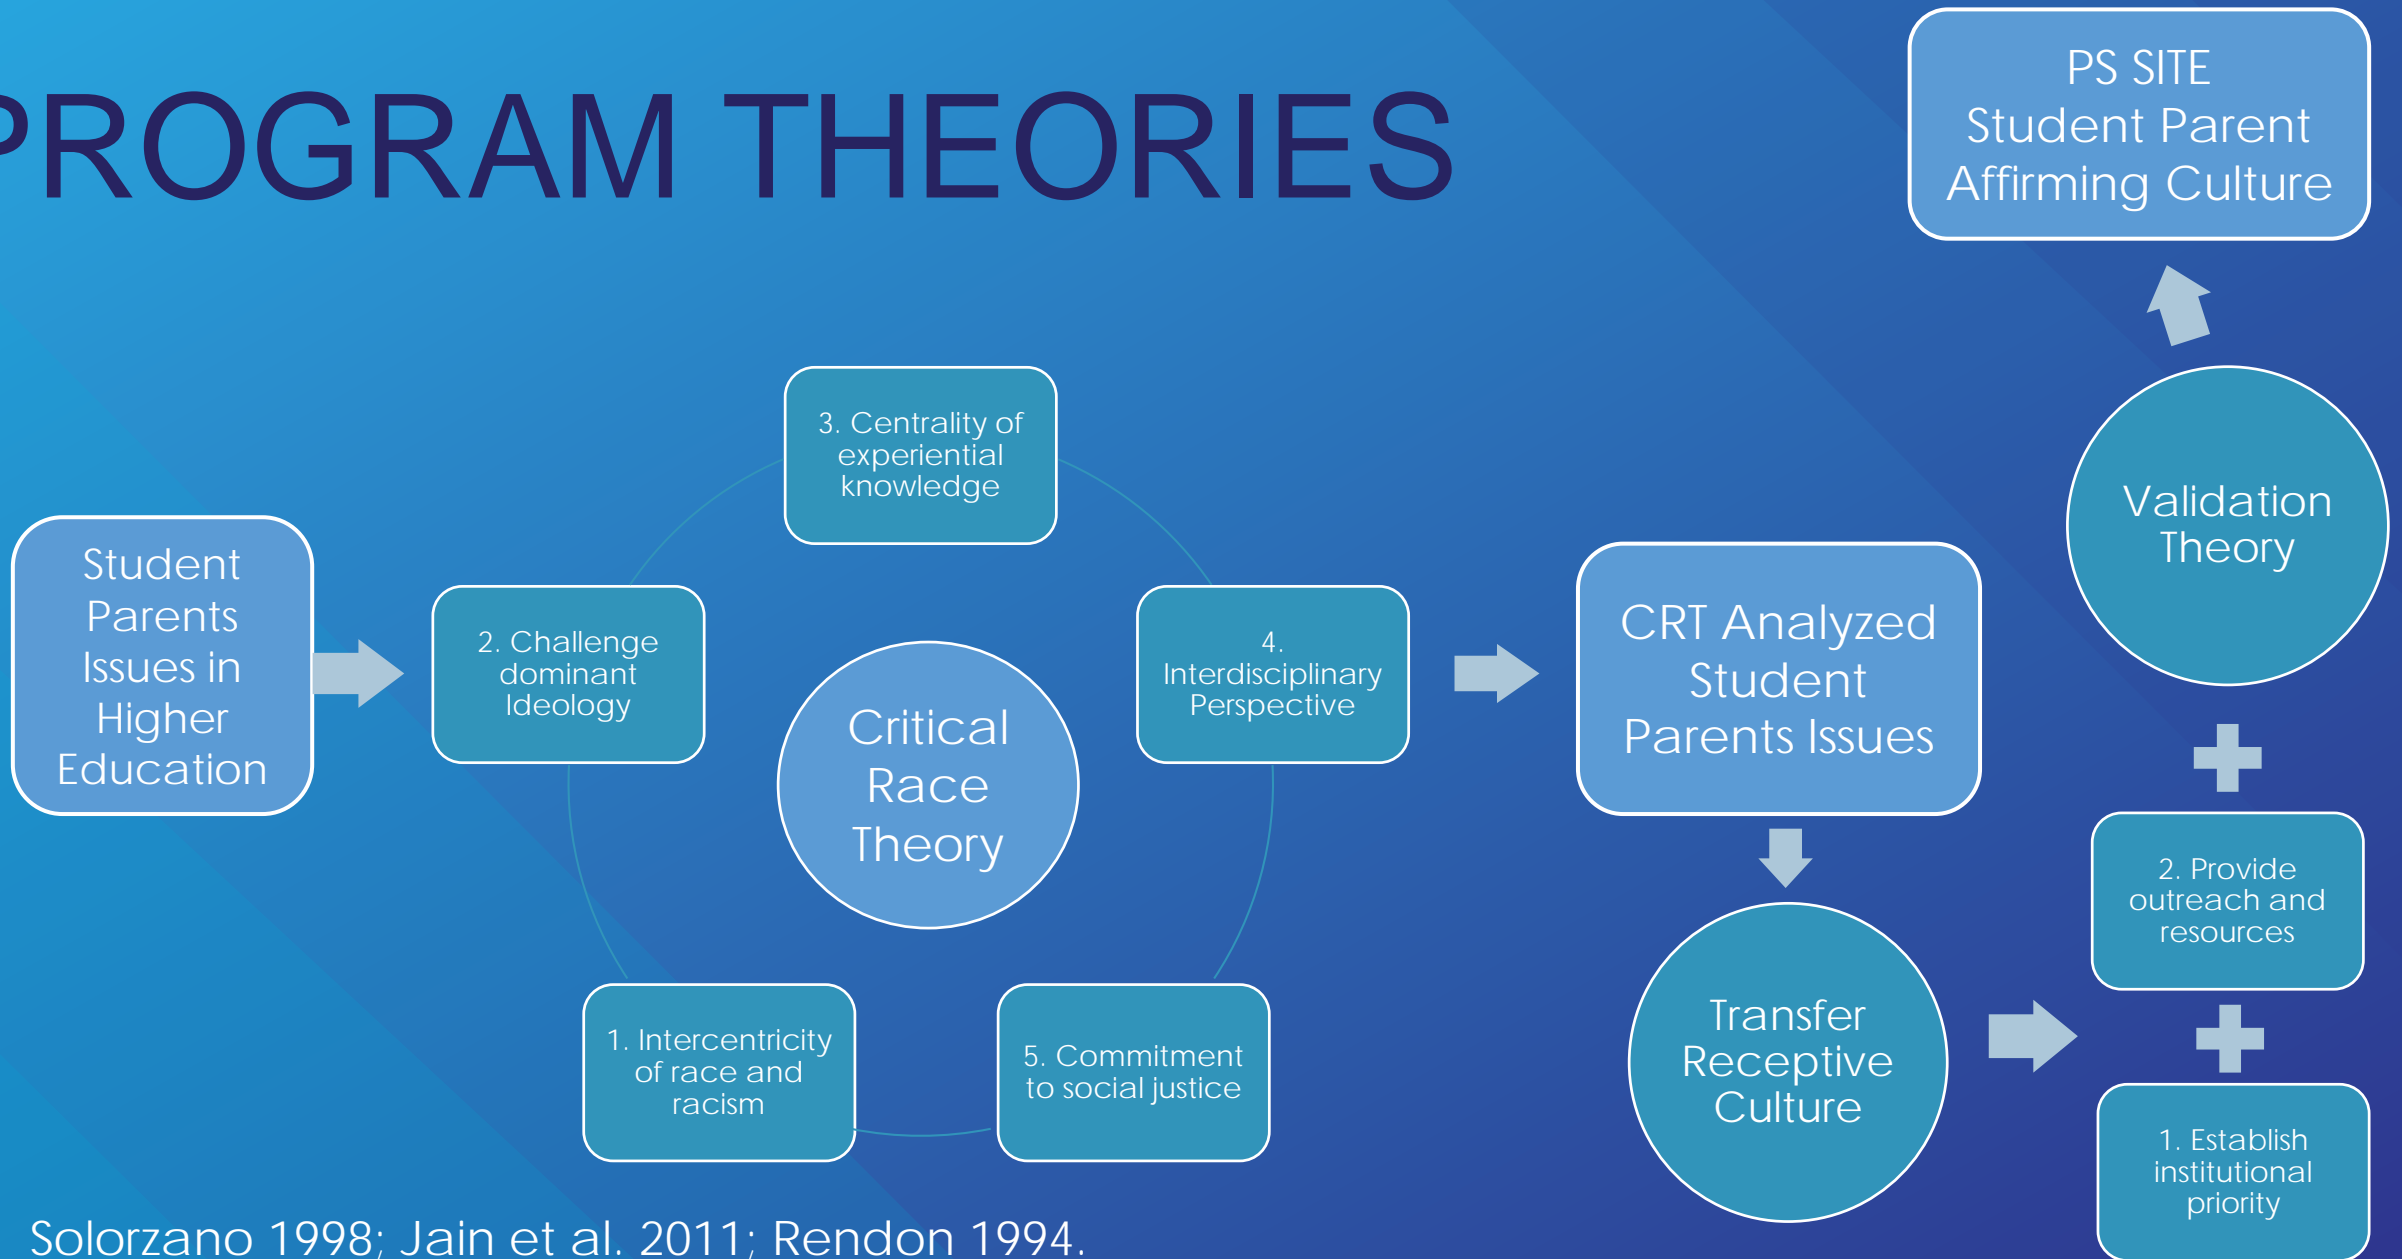 PROGRAM THEORIES
PS SITE
Student Parent
Affirming Culture
Student
Parents
Issues in
Higher
Education
3. Centrality of
experiential
knowledge
2. Challenge
dominant
Ideology
4.
Interdisciplinary
Perspective
Critical
Race
Theory
1. Intercentricity
of race and
racism
5. Commitment
to social justice
CRT Analyzed
Student
Parents Issues
Transfer
Receptive
Culture
Validation
Theory
2. Provide
outreach and
resources
1. Establish
institutional
priority
Solorzano 1998; Jain et al. 2011; Rendon 1994.